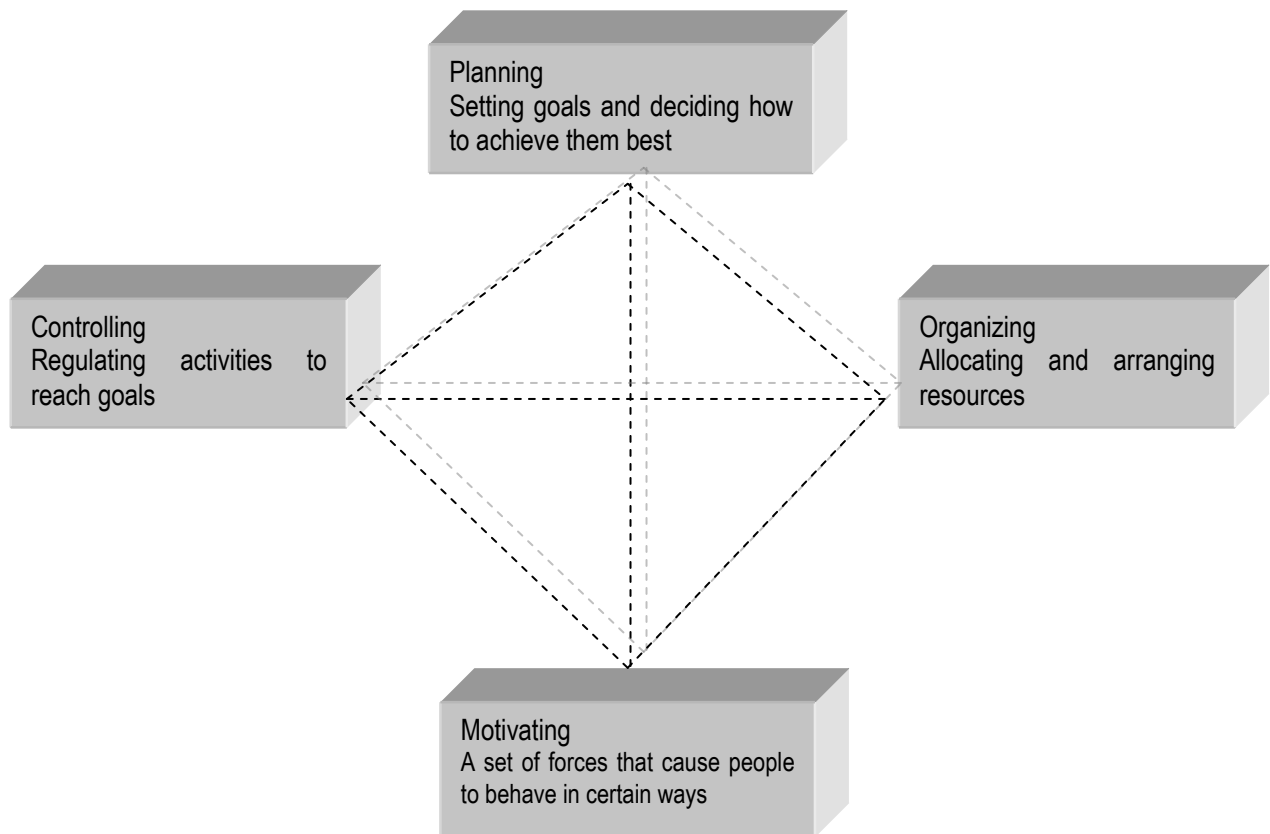 Planning
Setting goals and deciding how
to achieve them best
Controlling
Regulating activities to
reach goals
Organizing
Allocating and arranging
resources
Motivating
A set of forces that cause people
to behave in certain ways